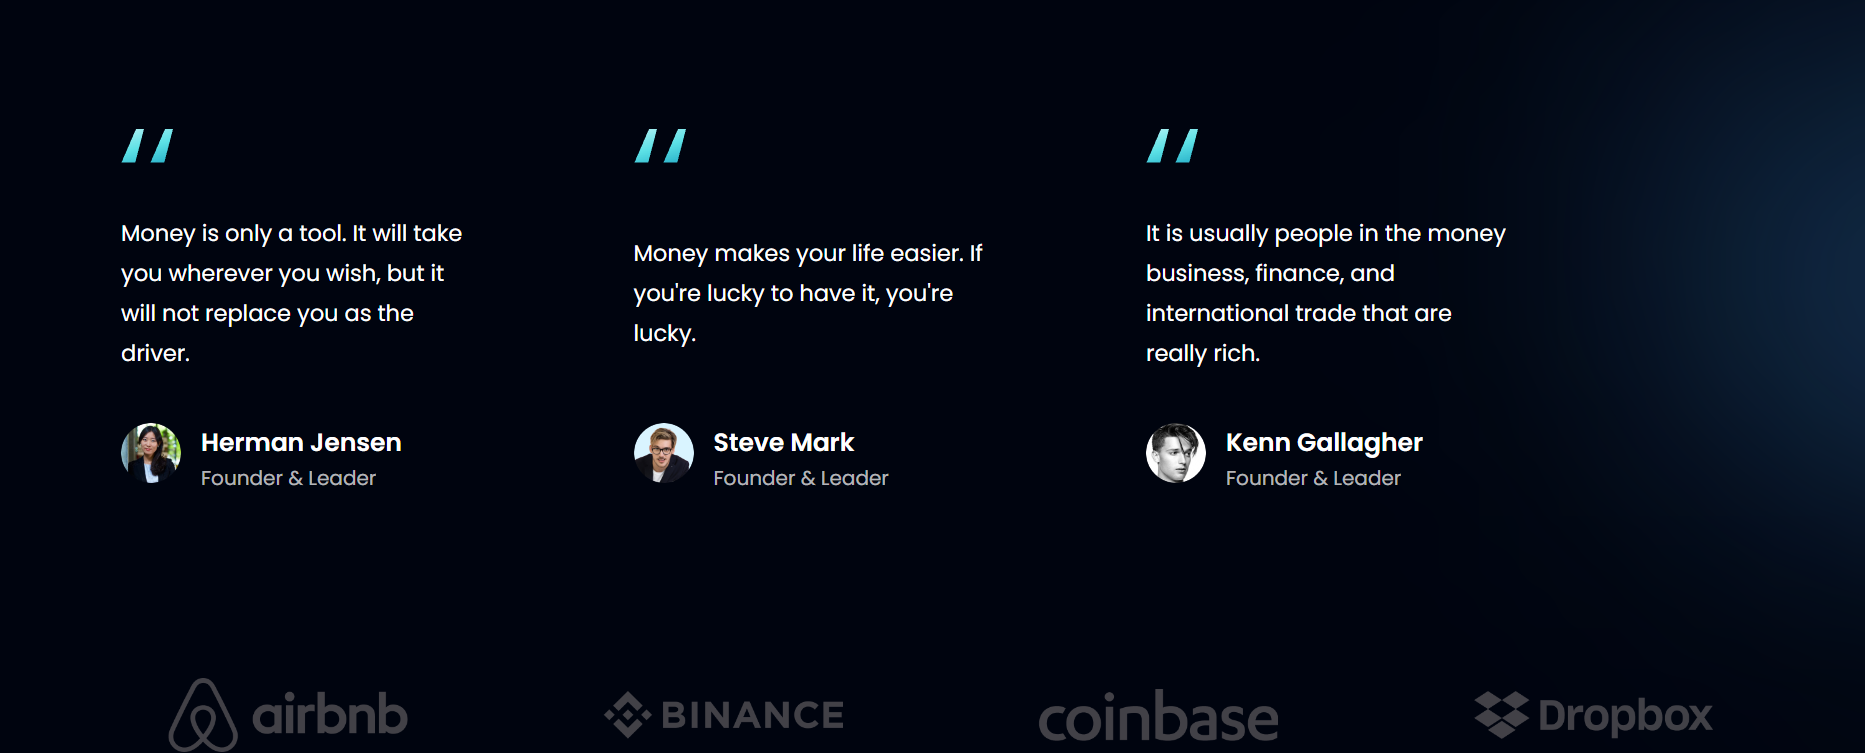 Money is only a tool. It will take
you wherever you wish, but it
will not replace you as the
driver.
Herman Jensen
Founder & Leader
Money makes your life easier. If
you're lucky to have it, you're
lucky.
Steve Mark
Founder & Leader
It is usually people in the money
business, finance, and
international trade that are
really rich.
Kenn Gallagher
Founder & Leader
airbnb
BINANCE
coinbase
Dropbox